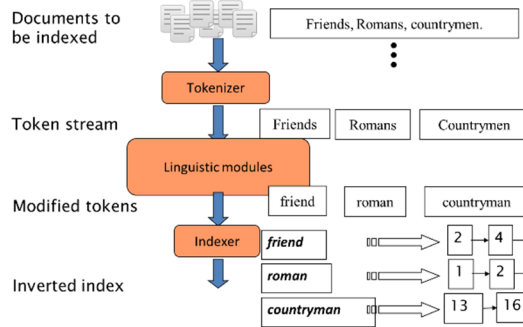 Documents to
be indexed
Friends, Romans, countrymen.
Tokenizer
Token stream
Friends Romans Countrymen
Linguistic modules
Modified tokens
friend roman countryman
Indexer
friend 2 4
roman 1 2
Inverted index
countryman 13 16